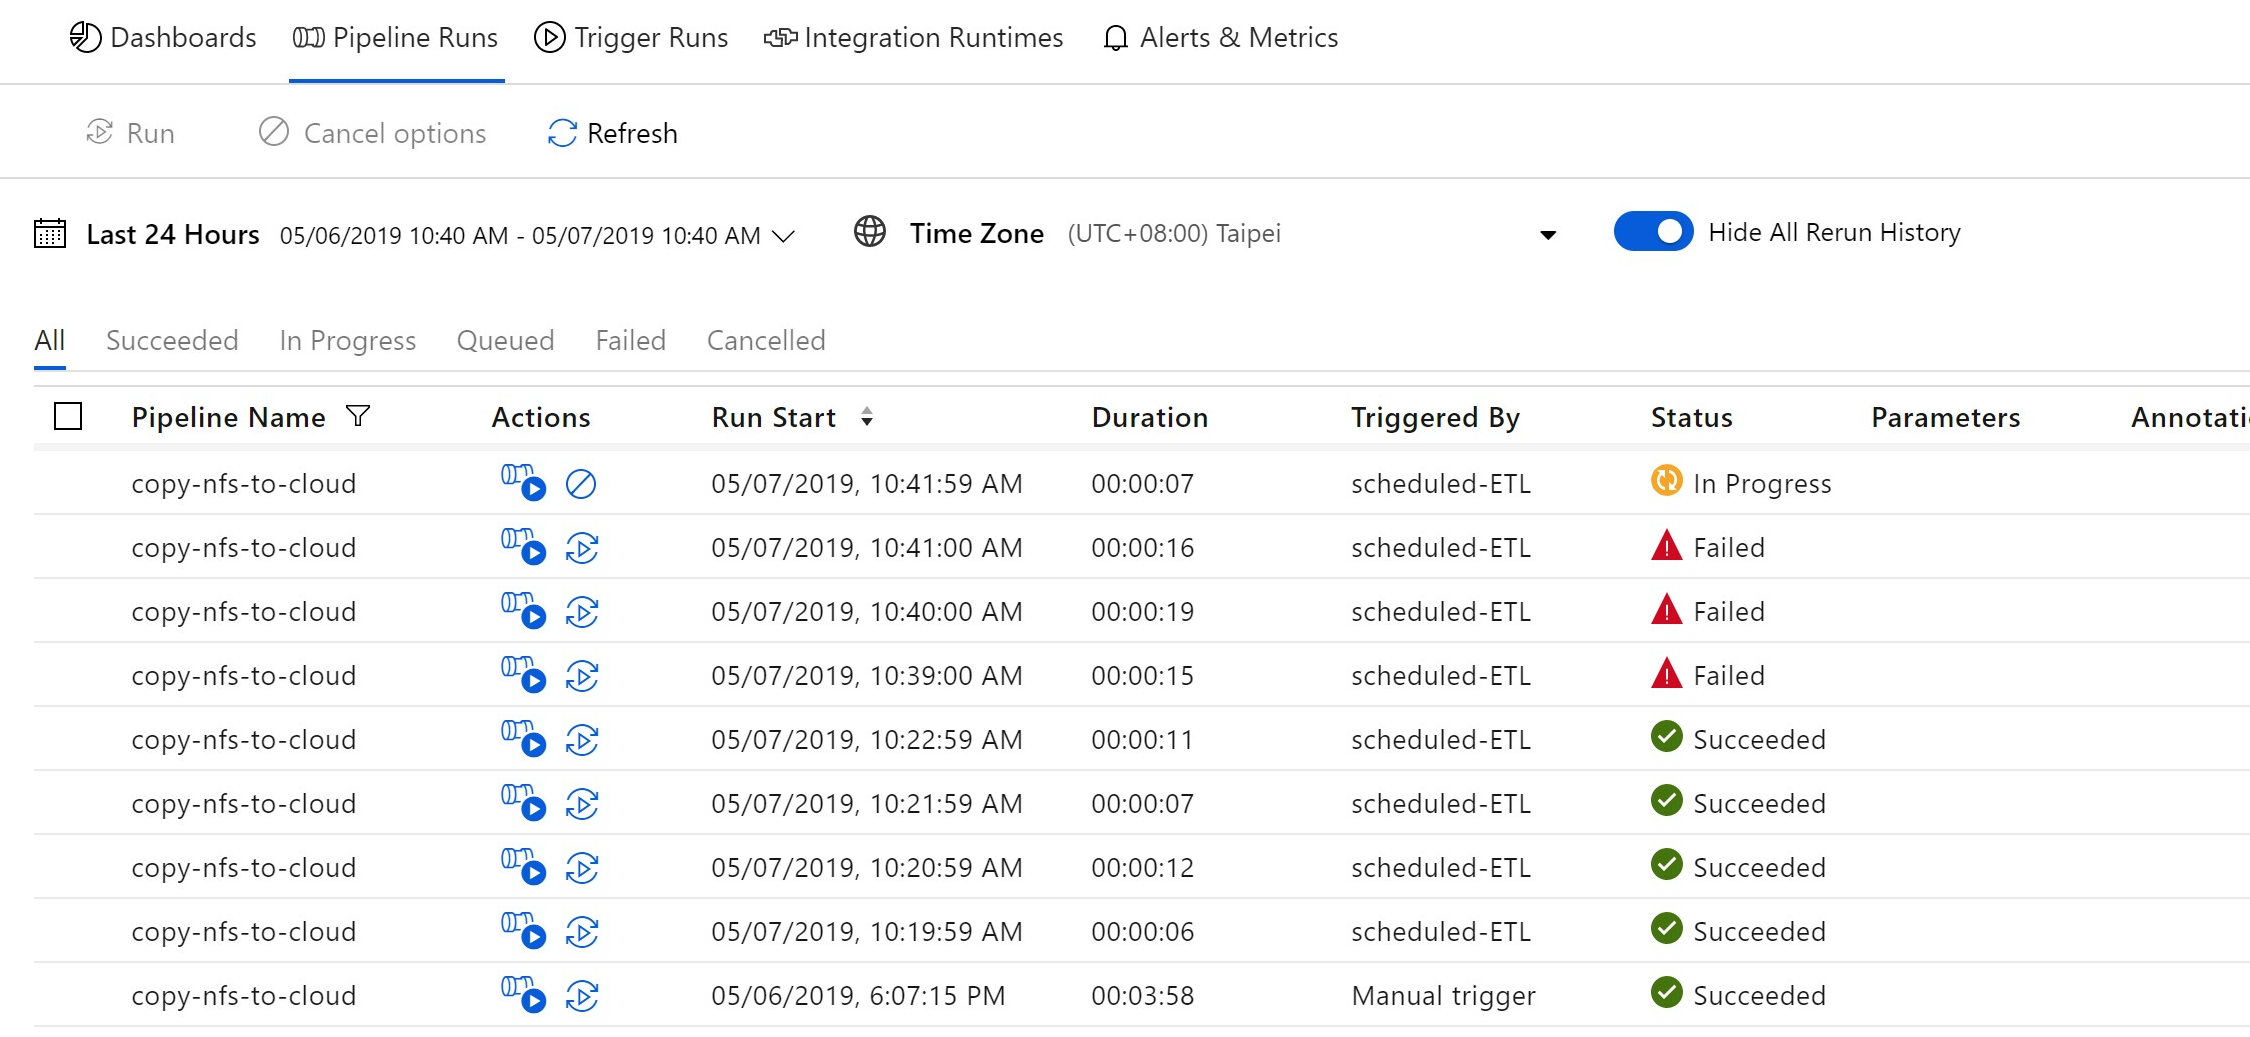 Dashboards Pipeline Runs Trigger Runs Integration Runtimes Alerts & Metrics
Run Cancel options Refresh
Last 24 Hours 05/06/2019 10:40 AM - 05/07/2019 10:40 AM Time Zone (UTC+08:00) Taipei Hide All Rerun History
All Succeeded In Progress Queued Failed Cancelled
Pipeline Name Actions Run Start Duration Triggered By Status Parameters Annotati
copy-nfs-to-cloud 05/07/2019, 10:41:59 AM 00:00:07 scheduled-ETL In Progress
copy-nfs-to-cloud 05/07/2019, 10:41:00 AM 00:00:16 scheduled-ETL Failed
copy-nfs-to-cloud 05/07/2019, 10:40:00 AM 00:00:19 scheduled-ETL Failed
copy-nfs-to-cloud 05/07/2019, 10:39:00 AM 00:00:15 scheduled-ETL Failed
copy-nfs-to-cloud 05/07/2019, 10:22:59 AM 00:00:11 scheduled-ETL Succeeded
copy-nfs-to-cloud 05/07/2019, 10:21:59 AM 00:00:07 scheduled-ETL Succeeded
copy-nfs-to-cloud 05/07/2019, 10:20:59 AM 00:00:12 scheduled-ETL Succeeded
copy-nfs-to-cloud 05/07/2019, 10:19:59 AM 00:00:06 scheduled-ETL Succeeded
copy-nfs-to-cloud 05/06/2019, 6:07:15 PM 00:03:58 Manual trigger Succeeded